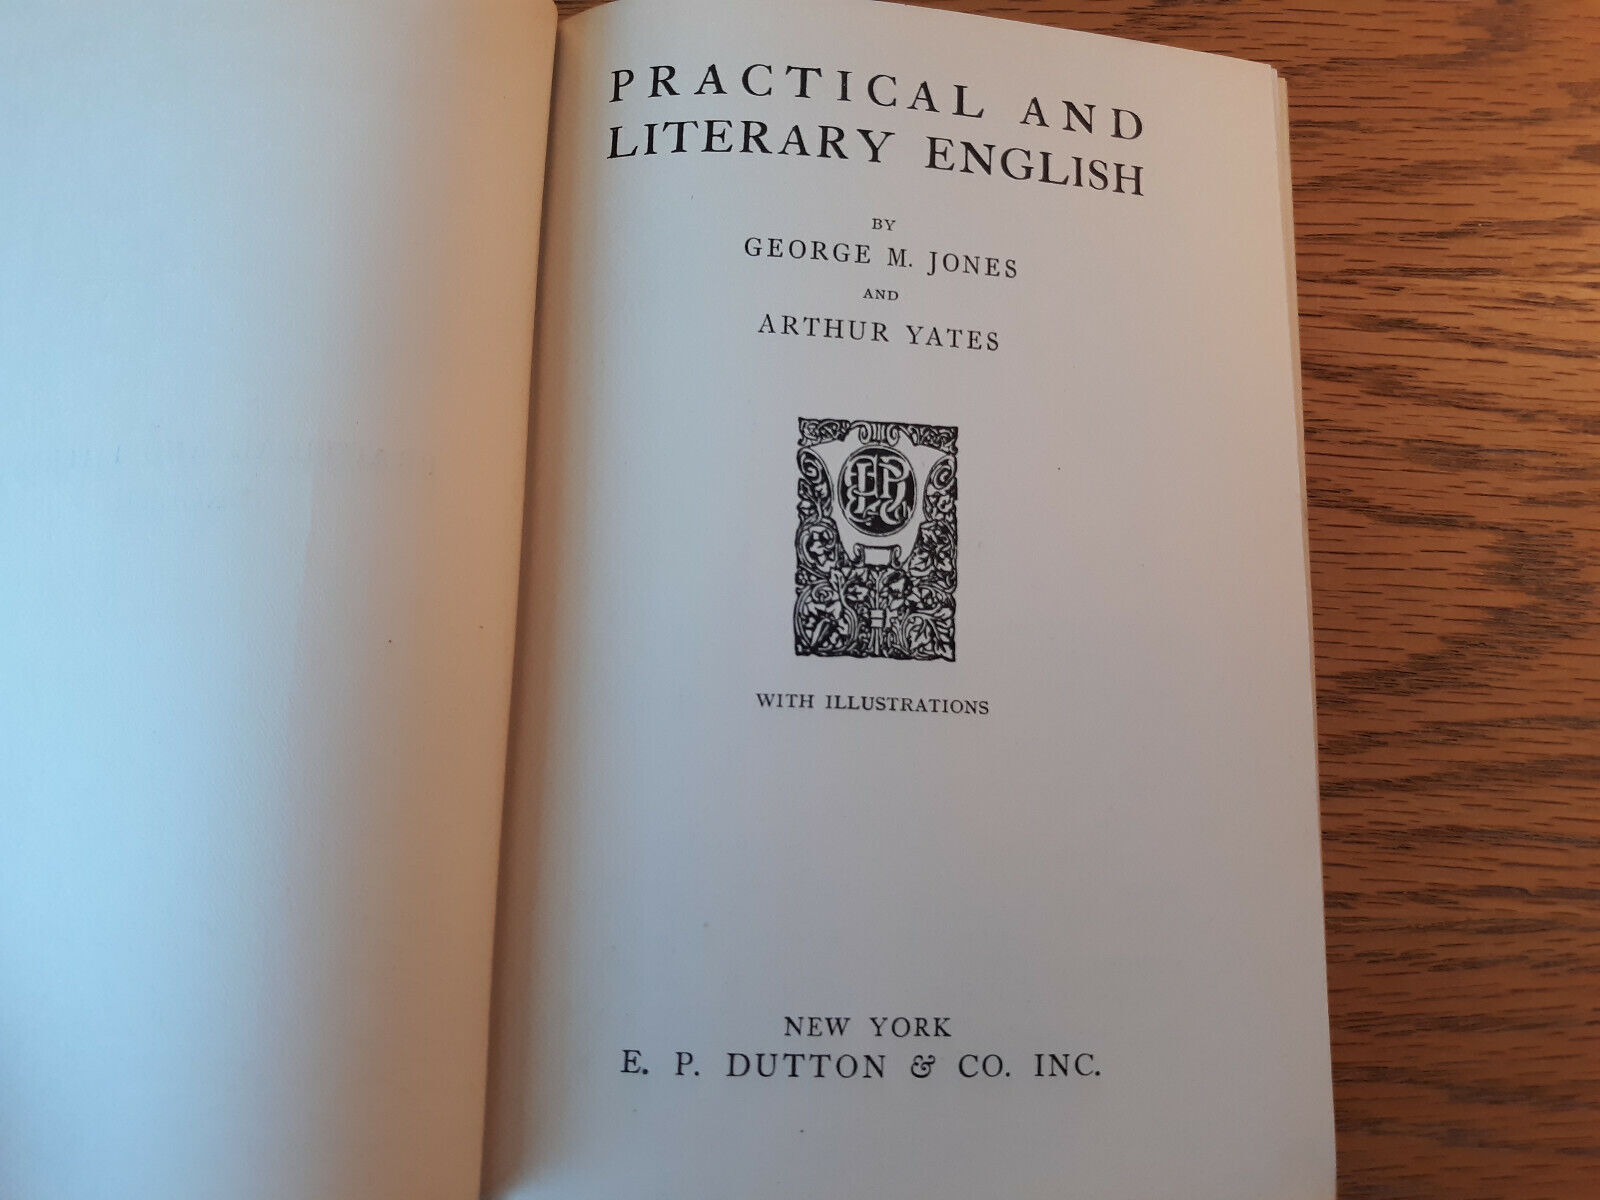 PRACTICAL AND
LITERARY ENGLISH
BY
GEORGE M. JONES
AND
ARTHUR YATES
WITH ILLUSTRATIONS
NEW YORK
E. P. DUTTON & CO. INC.